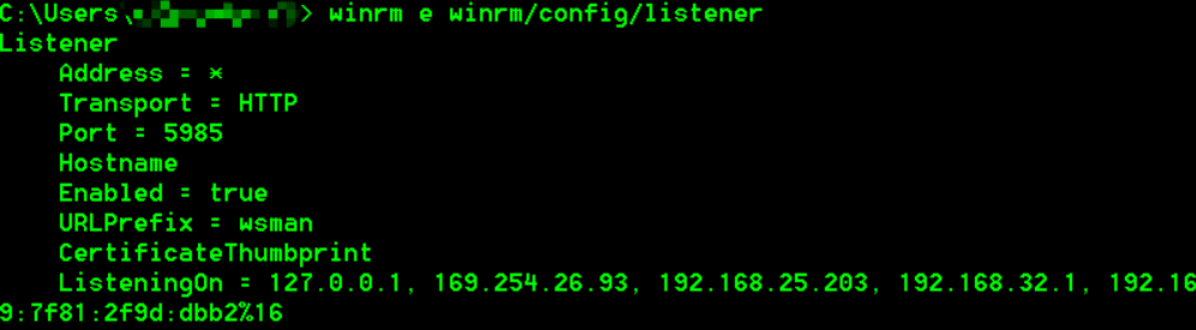 C:\Users\> winrm e winrm/config/listener
Listener
    Address = *
    Transport = HTTP
    Port = 5985
    Hostname
    Enabled = true
    URLPrefix = wsman
    CertificateThumbprint
    ListeningOn = 127.0.0.1, 169.254.26.93, 192.168.25.203, 192.168.32.1, 192.16
9:7f81:2f9d:dbb2%16